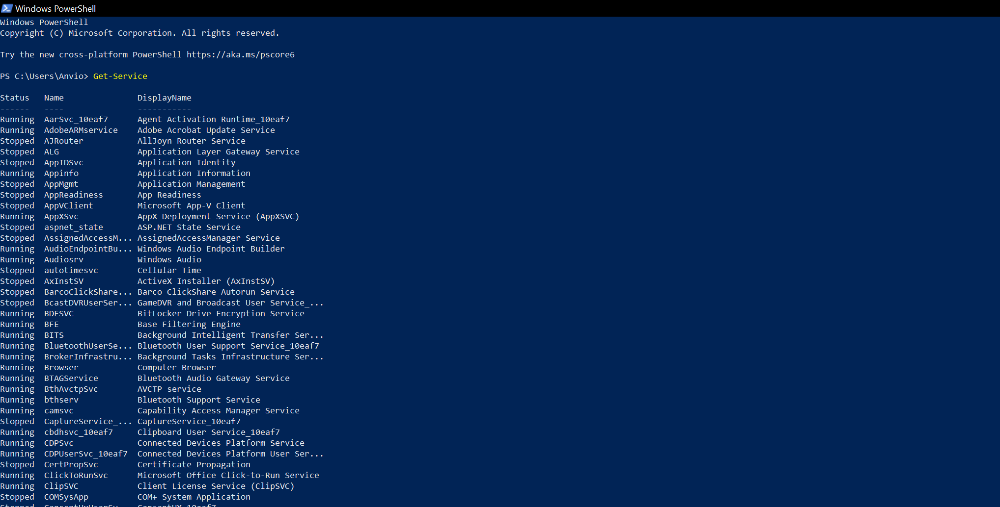 Windows PowerShell
Windows PowerShell
Copyright (C) Microsoft Corporation. All rights reserved.
Try the new cross-platform PowerShell https://aka.ms/pscore6
PS C:\Users\Anvio> Get-Service
Status   Name               DisplayName
------   ----               -----------
Running  AarSvc_10eaf7      Agent Activation Runtime_10eaf7
Running  AdobeARMservice    Adobe Acrobat Update Service
Stopped  AJRouter           AllJoyn Router Service
Stopped  ALG                Application Layer Gateway Service
Stopped  AppIDSvc           Application Identity
Running  Appinfo            Application Information
Stopped  AppMgmt            Application Management
Stopped  AppReadiness       App Readiness
Stopped  AppVClient         Microsoft App-V Client
Running  AppXSvc            AppX Deployment Service (AppXSVC)
Stopped  aspnet_state       ASP.NET State Service
Stopped  AssignedAccessM... AssignedAccessManager Service
Running  AudioEndpointBu... Windows Audio Endpoint Builder
Running  Audiosrv           Windows Audio
Stopped  autotimesvc        Cellular Time
Stopped  AxInstSV           ActiveX Installer (AxInstSV)
Stopped  BarcoClickShare... Barco ClickShare Autorun Service
Stopped  BcastDVRUserSer... GameDVR and Broadcast User Service_...
Running  BDESVC             BitLocker Drive Encryption Service
Running  BFE                Base Filtering Engine
Running  BITS               Background Intelligent Transfer Ser...
Running  BluetoothUserSe... Bluetooth User Support Service_10eaf7
Running  BrokerInfrastru... Background Tasks Infrastructure Ser...
Running  Browser            Computer Browser
Running  BTAGService        Bluetooth Audio Gateway Service
Running  BthAvctpSvc        AVCTP service
Running  bthserv            Bluetooth Support Service
Running  camsvc             Capability Access Manager Service
Stopped  CaptureService_... CaptureService_10eaf7
Running  cbdhsvc_10eaf7     Clipboard User Service_10eaf7
Running  CDPSvc             Connected Devices Platform Service
Running  CDPUserSvc_10eaf7  Connected Devices Platform User Ser...
Stopped  CertPropSvc        Certificate Propagation
Running  ClickToRunSvc      Microsoft Office Click-to-Run Service
Running  ClipSVC            Client License Service (ClipSVC)
Stopped  COMSysApp          COM+ System Application